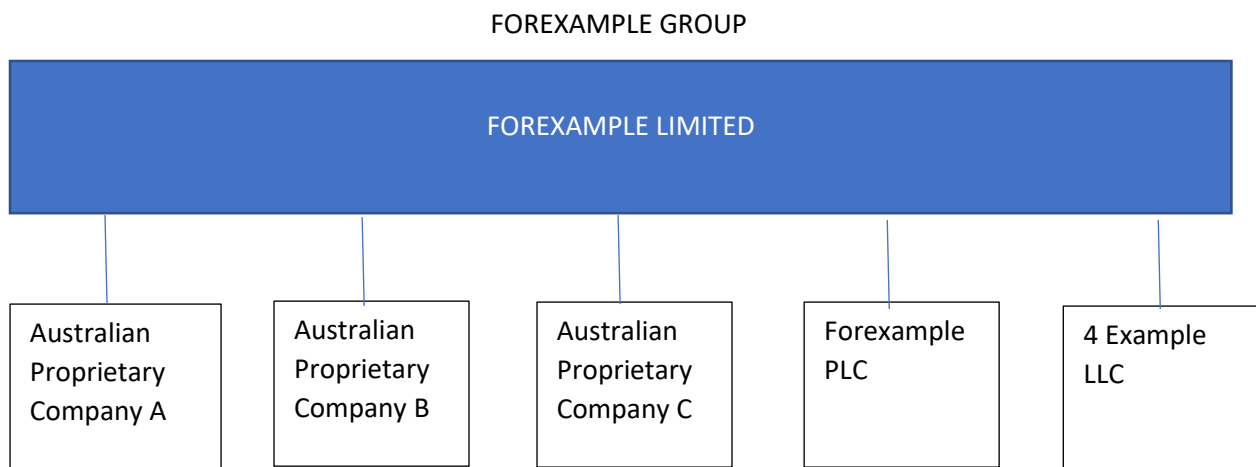 FOREXAMPLE GROUP
FOREXAMPLE LIMITED
Australian
Proprietary
Company A
Australian
Proprietary
Company B
Australian
Proprietary
Company C
Forexample
PLC
4 Example
LLC